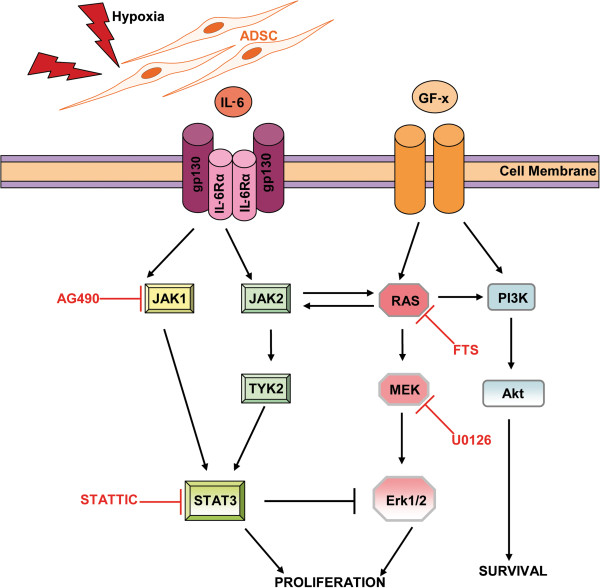 Hypoxia
ADSC
IL-6
GF-x
gp130
IL-6Rα
IL-6Rα
gp130
Cell Membrane
AG490
JAK1
JAK2
RAS
PI3K
FTS
TYK2
MEK
Akt
U0126
STATTIC
STAT3
Erk1/2
PROLIFERATION
SURVIVAL